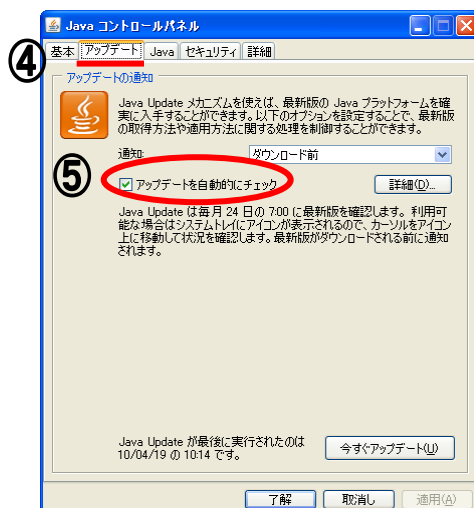 Java コントロールパネル
④
基本 アップデート Java セキュリティ 詳細
アップデートの通知
Java Update メカニズムを使えば、最新版の Java プラットフォームを確
実に入手することができます。以下のオプションを設定することで、最新版
の取得方法や適用方法に関する処理を制御することができます。
通知: ダウンロード前
⑤
アップデートを自動的にチェック 詳細(D)...
Java Update は毎月 24 日の 7:00 に最新版を確認します。利用可
能な場合はシステムトレイにアイコンが表示されるので、カーソルをアイコン
上に移動して状況を確認します。最新版がダウンロードされる前に通知
されます。
Java Update が最後に実行されたのは
10/04/19 の 10:14 です。
今すぐアップデート(U)
了解 取消し 適用(A)